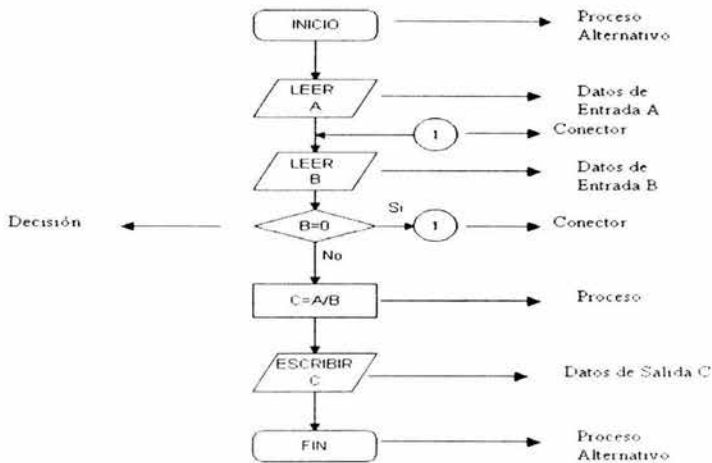 INICIO
Proceso
Alternativo
LEER
A
Datos de
Entrada A
1
Conector
LEER
B
Datos de
Entrada B
Decisión
B=0
Si
1
Conector
No
C=A/B
Proceso
ESCRIBIR
C
Datos de Salida C
FIN
Proceso
Alternativo